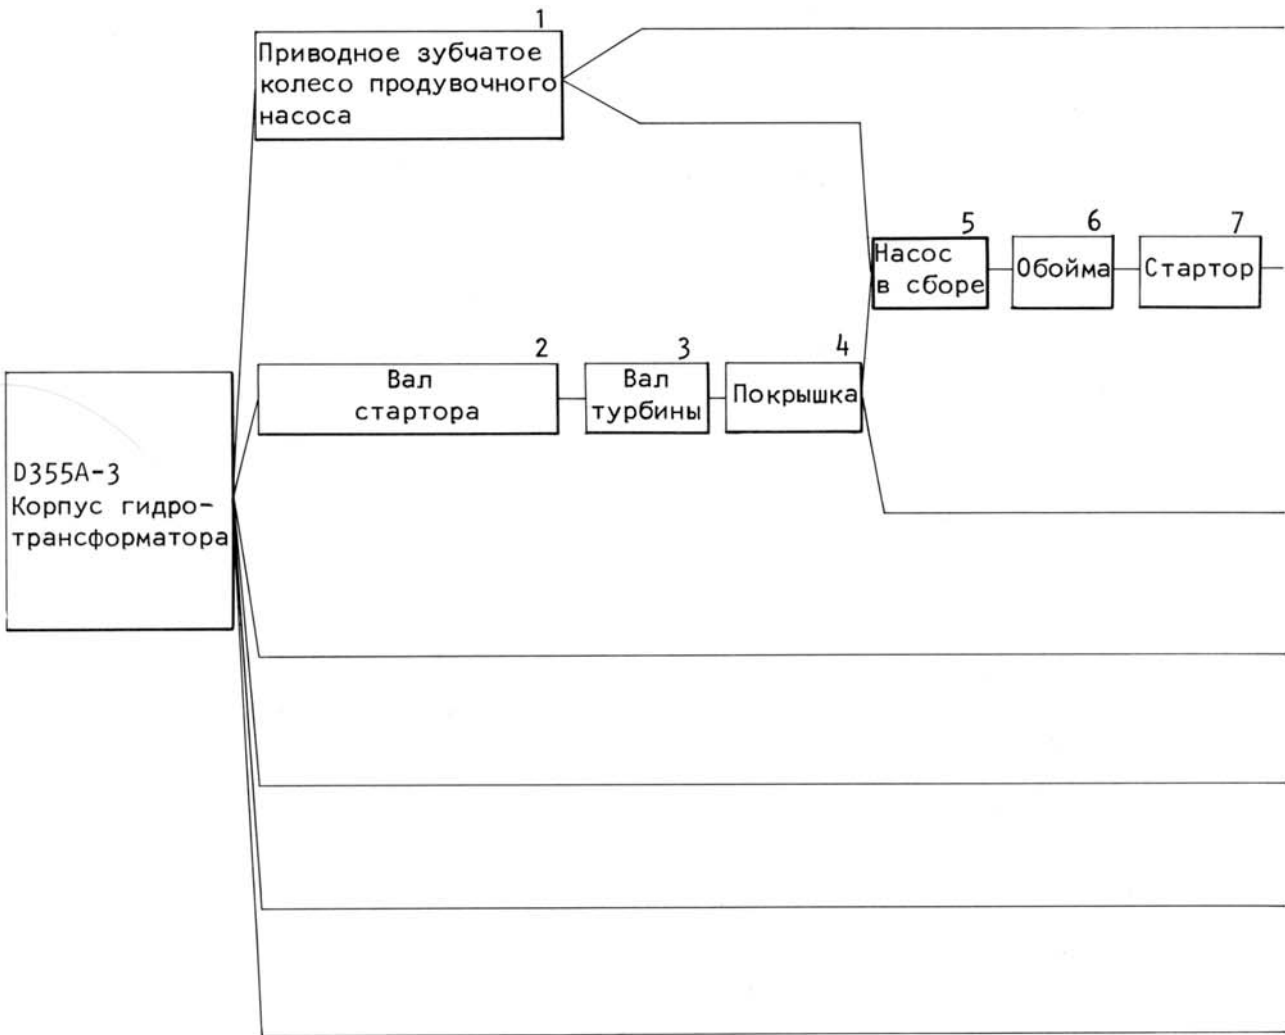 1
Приводное зубчатое
колесо продувочного
насоса
5
6
7
Насос
в сборе
Обойма
Стартор
2
3
4
Вал
стартора
Вал
турбины
Покрышка
D355A-3
Корпус гидро-
трансформатора